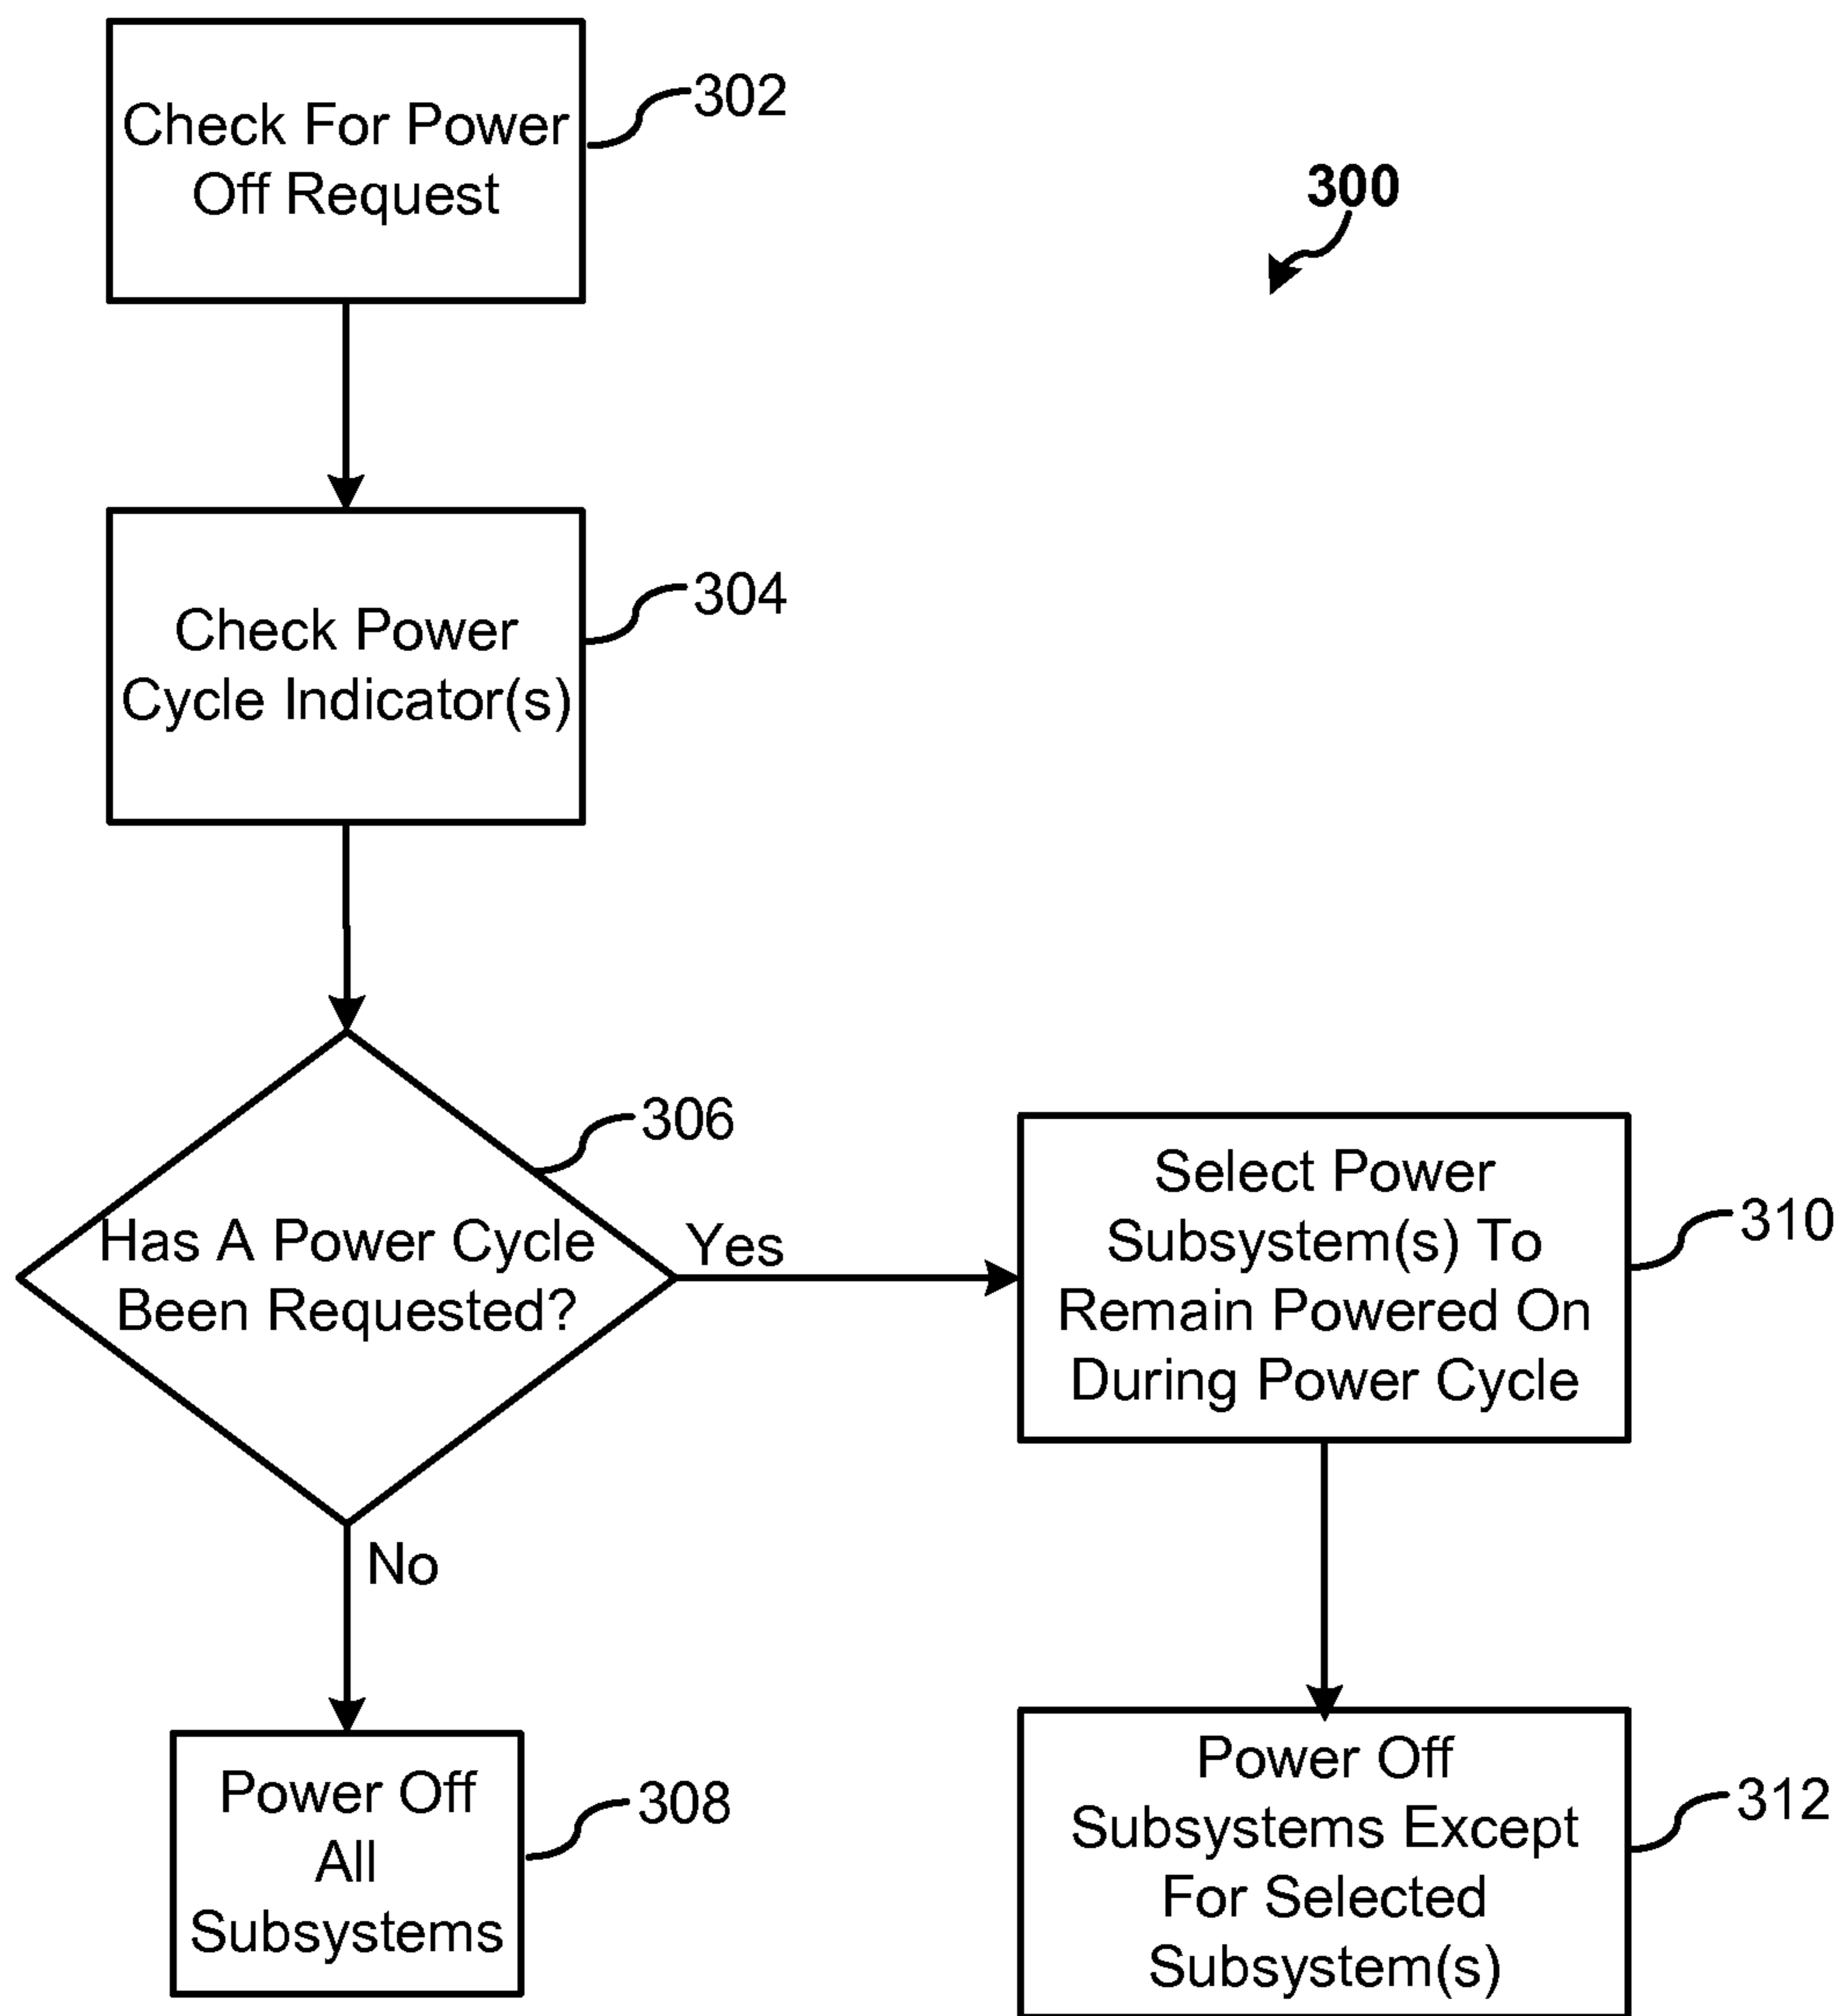 Check For Power
Off Request
302
300
Check Power
Cycle Indicator(s)
304
306
Has A Power Cycle
Been Requested?
Yes
No
Select Power
Subsystem(s) To
Remain Powered On
During Power Cycle
310
Power Off
All
Subsystems
308
Power Off
Subsystems Except
For Selected
Subsystem(s)
312